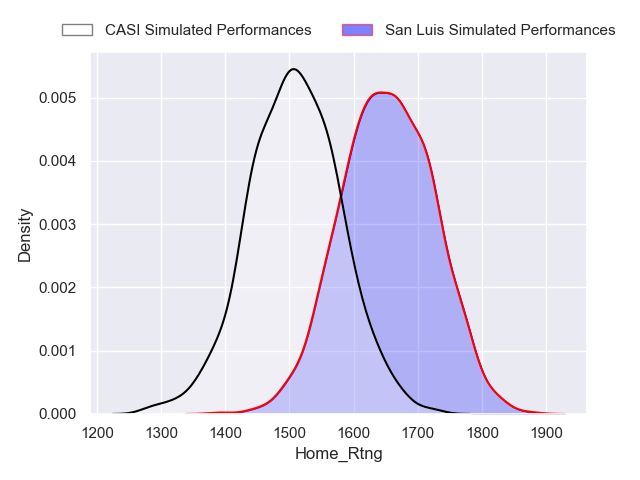 CASI Simulated Performances San Luis Simulated Performances
0.005
0.004
0.003
0.002
0.001
0.000
Density
1200 1300 1400 1500 1600 1700 1800 1900
Home_Rtng